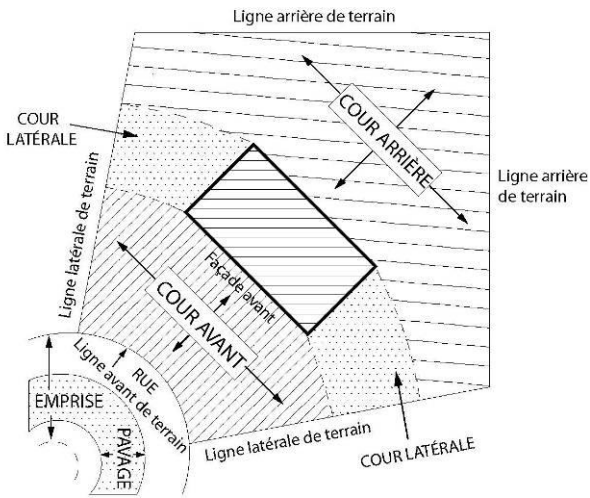 Ligne arrière de terrain
COUR
LATÉRALE
COUR ARRIÈRE
Ligne arrière
de terrain
Ligne latérale de terrain
Façade avant
COUR AVANT
RUE
Ligne avant de terrain
EMPRISE
PAVAGE
Ligne latérale de terrain
COUR LATÉRALE